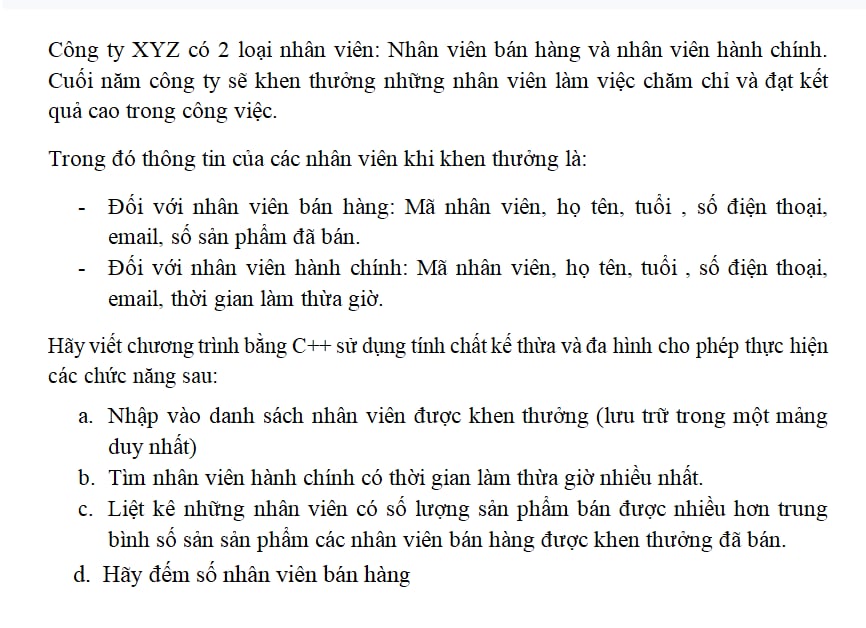 Công ty XYZ có 2 loại nhân viên: Nhân viên bán hàng và nhân viên hành chính.
Cuối năm công ty sẽ khen thưởng những nhân viên làm việc chăm chỉ và đạt kết
quả cao trong công việc.
Trong đó thông tin của các nhân viên khi khen thưởng là:
- Đối với nhân viên bán hàng: Mã nhân viên, họ tên, tuổi , số điện thoại,
email, số sản phẩm đã bán.
- Đối với nhân viên hành chính: Mã nhân viên, họ tên, tuổi , số điện thoại,
email, thời gian làm thừa giờ.
Hãy viết chương trình bằng C++ sử dụng tính chất kế thừa và đa hình cho phép thực hiện
các chức năng sau:
a. Nhập vào danh sách nhân viên được khen thưởng (lưu trữ trong một mảng
duy nhất)
b. Tìm nhân viên hành chính có thời gian làm thừa giờ nhiều nhất.
c. Liệt kê những nhân viên có số lượng sản phẩm bán được nhiều hơn trung
bình số sản sản phẩm các nhân viên bán hàng được khen thưởng đã bán.
d. Hãy đếm số nhân viên bán hàng